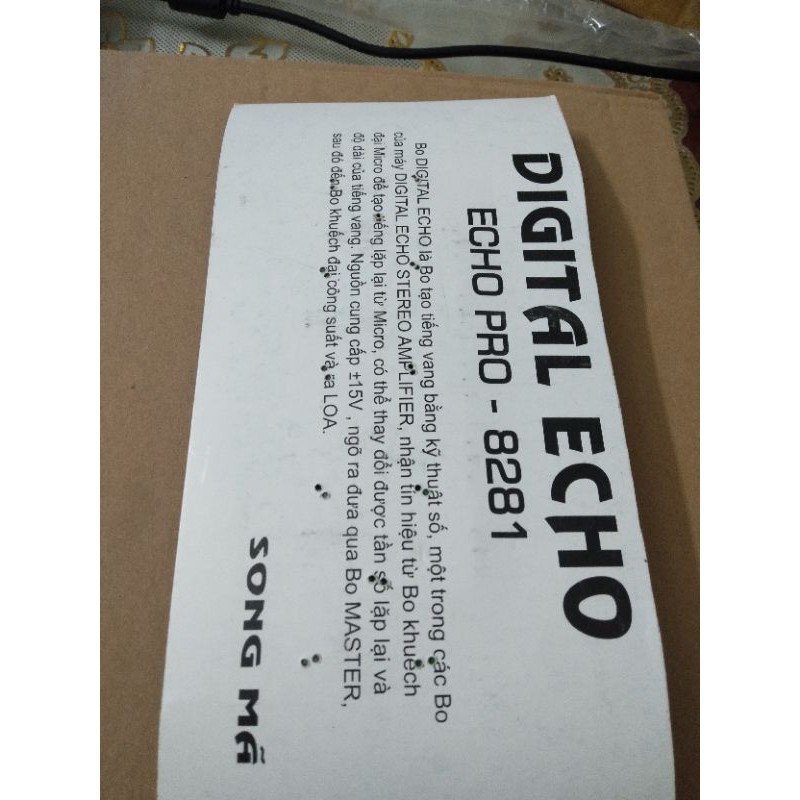 DIGITAL ECHO
ECHO PRO - 8281
Bo DIGITAL ECHO là Bo tạo tiếng vang bằng kỹ thuật số, một trong các Bo
của máy DIGITAL ECHO STEREO AMPLIFIER, nhận tín hiệu từ Bo khuếch
đại Micro để tạo tiếng lặp lại từ Micro, có thể thay đổi được tần số lặp lại và
độ dài của tiếng vang. Nguồn cung cấp ±15V , ngõ ra đưa qua Bo MASTER,
sau đó đến Bo khuếch đại công suất và ra LOA.
SONG MÃ